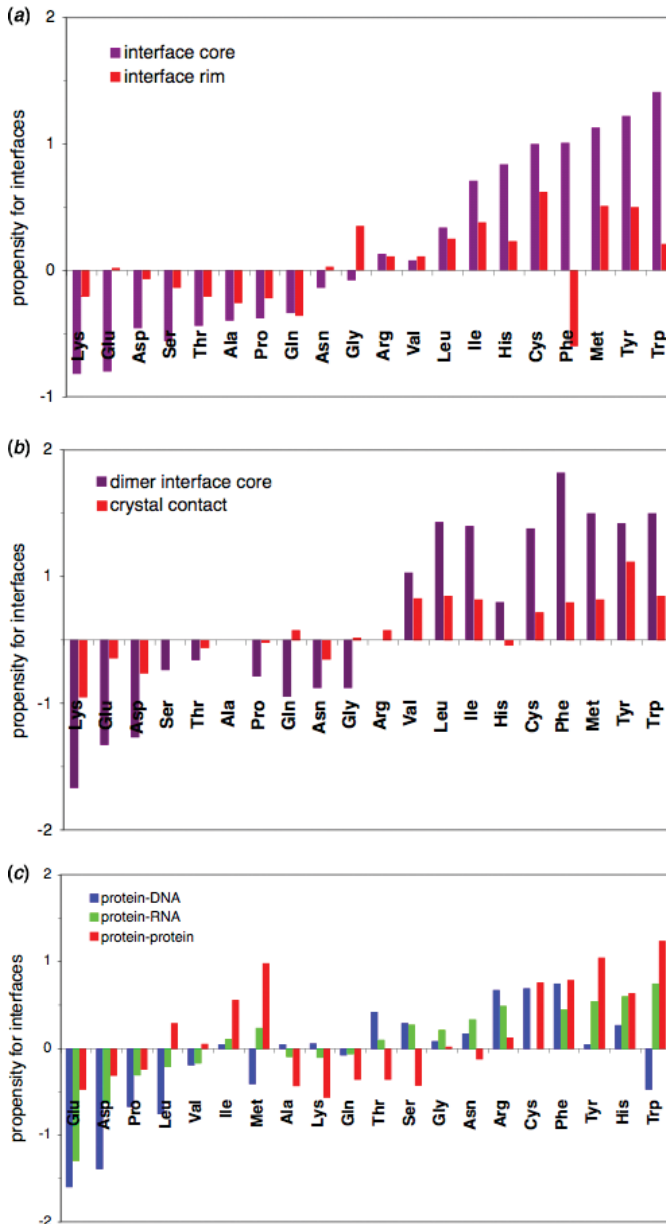 (a)
2
1
0
-1
propensity for interfaces
interface core
interface rim
Lys Glu Asp Ser Thr Ala Pro Gln Asn Gly Arg Val Leu Ile His Cys Phe Met Tyr Trp
(b)
2
1
-1
-2
propensity for interfaces
dimer interface core
crystal contact
Lys Glu Asp Ser Thr Ala Pro Gln Asn Gly Arg Val Leu Ile His Cys Phe Met Tyr Trp
(c)
2
1
0
-1
-2
propensity for interfaces
protein-DNA
protein-RNA
protein-protein
Glu Asp Pro Leu Val Ile Met Ala Lys Gln Thr Ser Gly Asn Arg Cys Phe Tyr His Trp